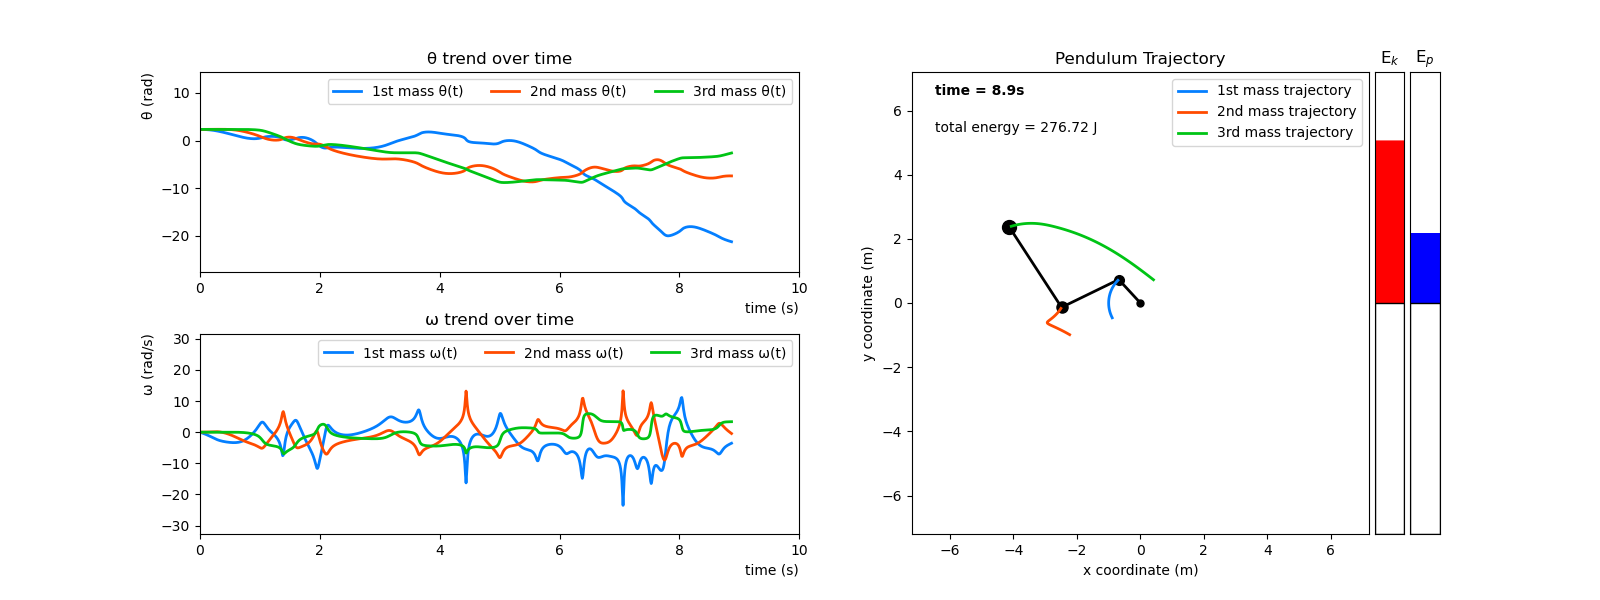 θ trend over time
θ (rad)
1st mass θ(t) 2nd mass θ(t) 3rd mass θ(t)
10
0
−10
−20
0 2 4 6 8 10
time (s)
ω trend over time
ω (rad/s)
1st mass ω(t) 2nd mass ω(t) 3rd mass ω(t)
30
20
10
0
−10
−20
−30
0 2 4 6 8 10
time (s)
Pendulum Trajectory
time = 8.9s
total energy = 276.72 J
1st mass trajectory
2nd mass trajectory
3rd mass trajectory
y coordinate (m)
6
4
2
0
−2
−4
−6
−6 −4 −2 0 2 4 6
x coordinate (m)
Eₖ Eₚ